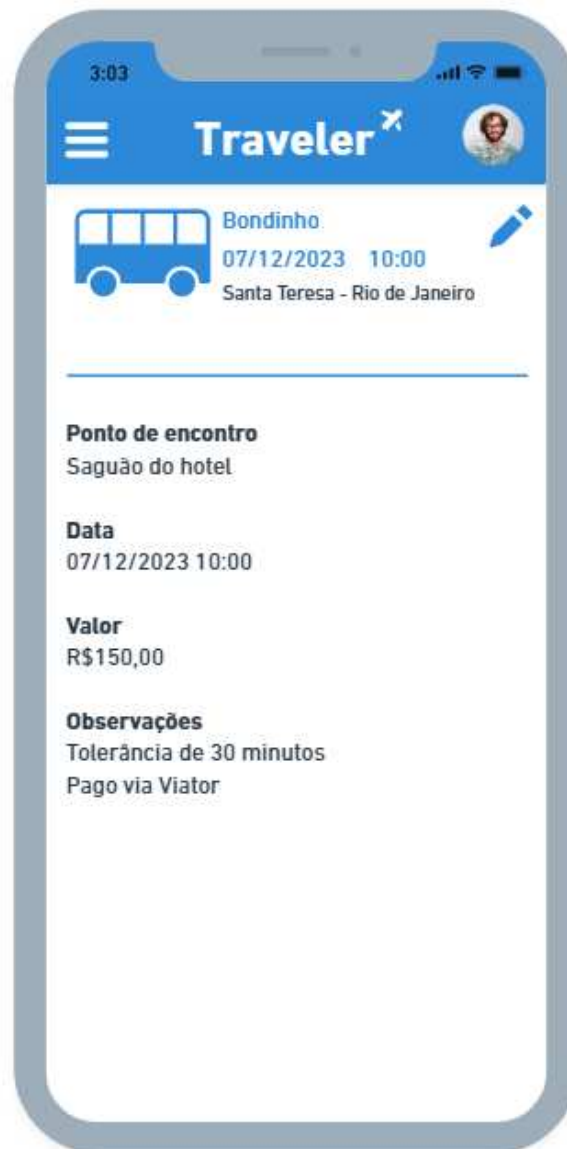 3:03
Traveler
Bondinho
07/12/2023 10:00
Santa Teresa - Rio de Janeiro
Ponto de encontro
Saguão do hotel
Data
07/12/2023 10:00
Valor
R$150,00
Observações
Tolerância de 30 minutos
Pago via Viator